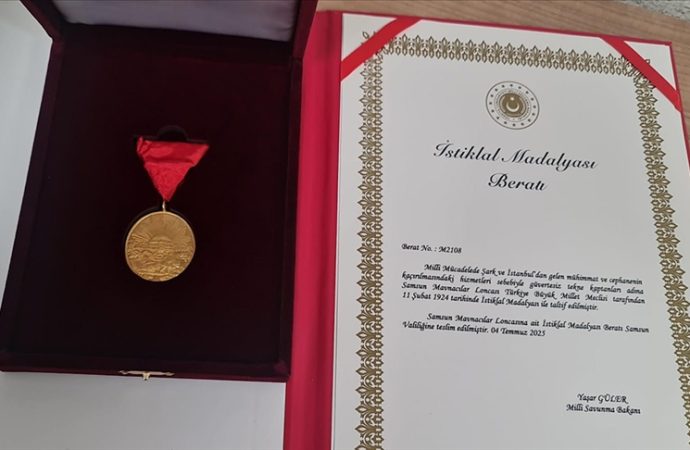 İstiklal Madalyası
Beratı
Berat No. : M2108
Milli Mücadelede Şark ve İstanbul'dan gelen mühimmat ve cephanenin
kaçırılmasındaki hizmetleri sebebiyle güvertesiz tekne kaptanları adına
Samsun Mavnacılar Loncası Türkiye Büyük Millet Meclisi tarafından
11 Şubat 1924 tarihinde İstiklal Madalyası ile taltif edilmiştir.
Samsun Mavnacılar Loncasına ait İstiklal Madalyası Beratı Samsun
Valiliğine teslim edilmiştir. 04 Temmuz 2025
Yaşar GÜLER
Milli Savunma Bakanı